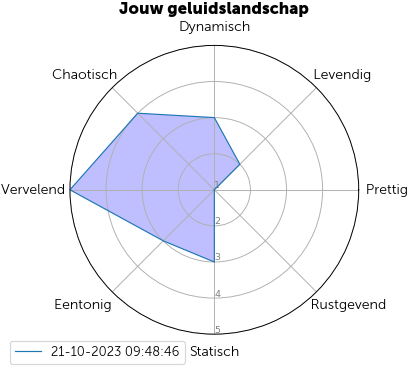 Jouw geluidslandschap
Dynamisch
Chaotisch
Levendig
Vervelend
Prettig
1
2
3
4
5
Eentonig
Rustgevend
21-10-2023 09:48:46
Statisch